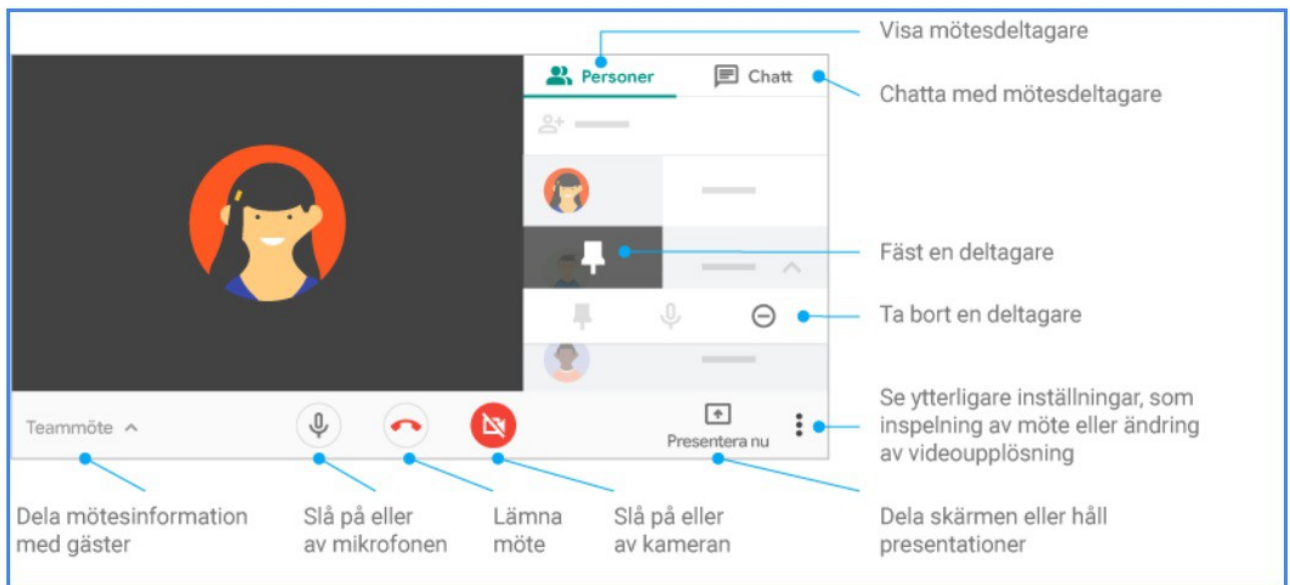 Visa mötesdeltagare
Personer
Chatt
Chatta med mötesdeltagare
Fäst en deltagare
Ta bort en deltagare
Se ytterligare inställningar, som
inspelning av möte eller ändring
av videoupplösning
Teammöte
Presentera nu
Dela mötesinformation
med gäster
Slå på eller
av mikrofonen
Lämna
möte
Slå på eller
av kameran
Dela skärmen eller håll
presentationer